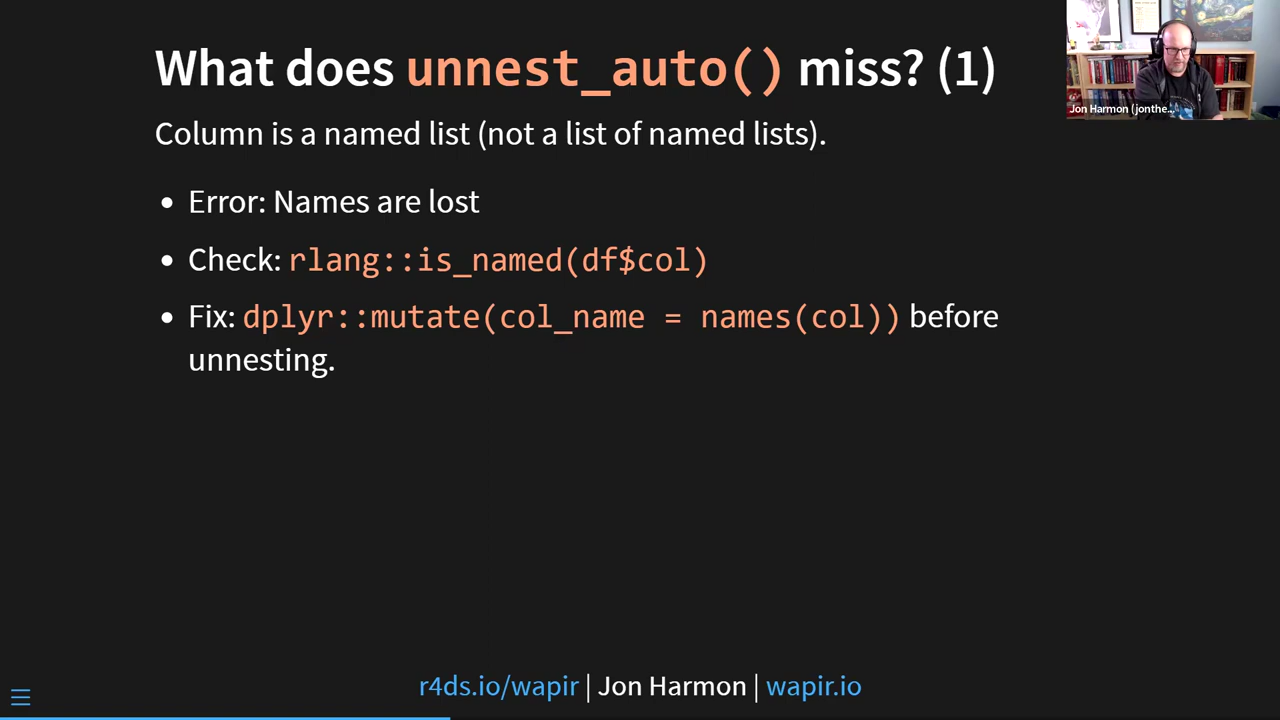 What does unnest_auto() miss? (1)
Jon Harmon (jonthe...
Column is a named list (not a list of named lists).
• Error: Names are lost
• Check: rlang::is_named(df$col)
• Fix: dplyr::mutate(col_name = names(col)) before
unnesting.
r4ds.io/wapir | Jon Harmon | wapir.io